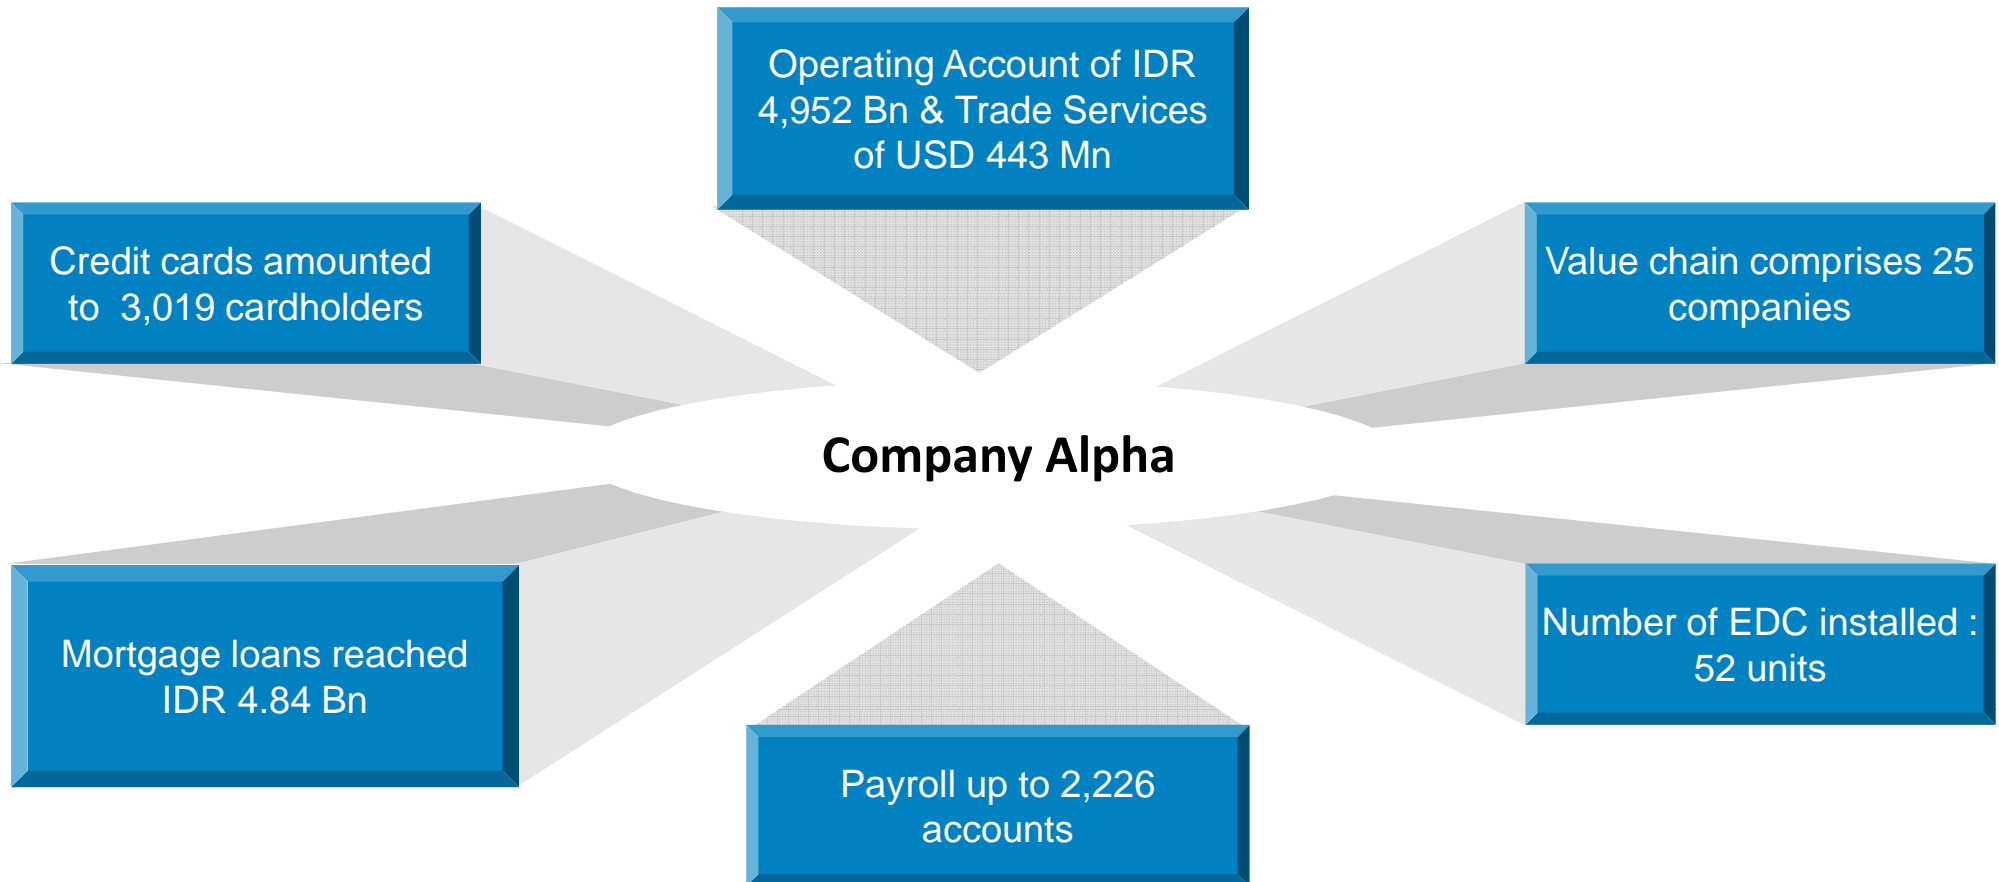 Operating Account of IDR
4,952 Bn & Trade Services
of USD 443 Mn
Credit cards amounted
to  3,019 cardholders
Value chain comprises 25
companies
Company Alpha
Mortgage loans reached
IDR 4.84 Bn
Number of EDC installed :
52 units
Payroll up to 2,226
accounts